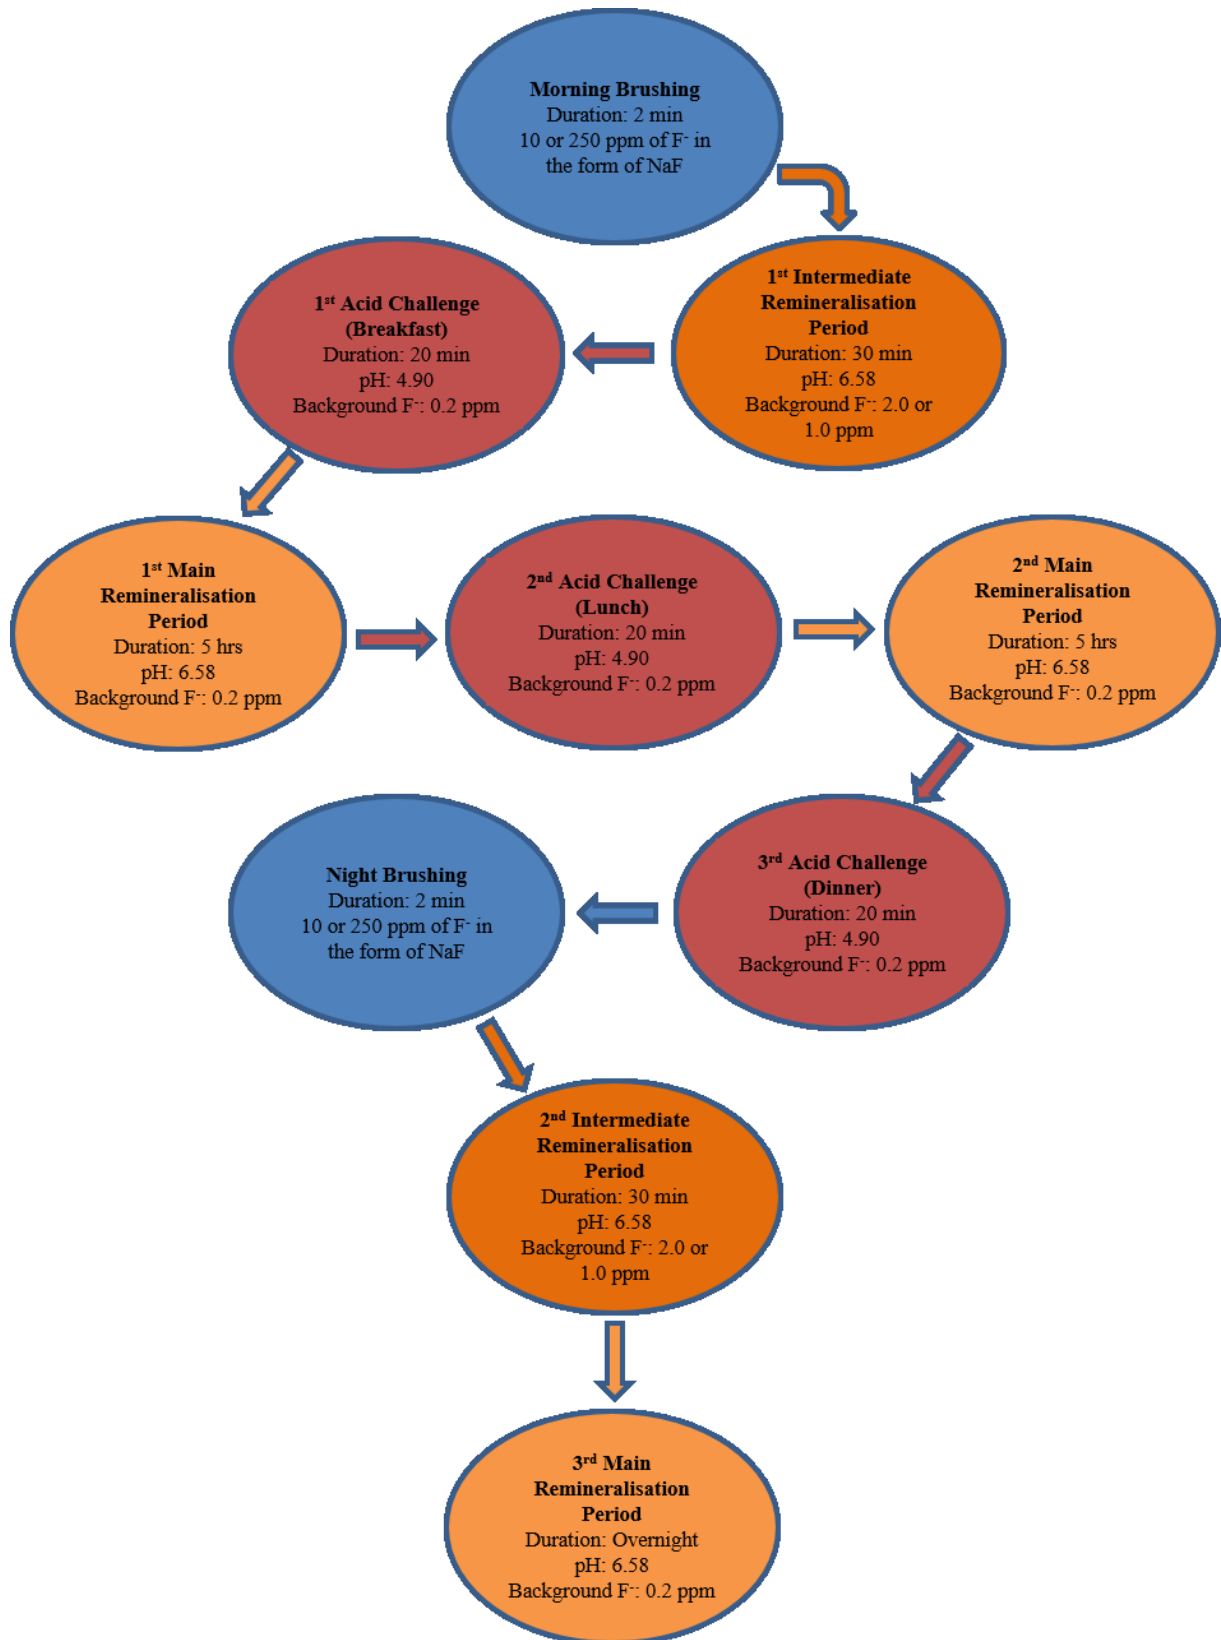 Morning Brushing
Duration: 2 min
10 or 250 ppm of F⁻ in
the form of NaF
1st Intermediate
Remineralisation
Period
Duration: 30 min
pH: 6.58
Background F⁻: 2.0 or
1.0 ppm
1st Acid Challenge
(Breakfast)
Duration: 20 min
pH: 4.90
Background F⁻: 0.2 ppm
1st Main
Remineralisation
Period
Duration: 5 hrs
pH: 6.58
Background F⁻: 0.2 ppm
2nd Acid Challenge
(Lunch)
Duration: 20 min
pH: 4.90
Background F⁻: 0.2 ppm
2nd Main
Remineralisation
Period
Duration: 5 hrs
pH: 6.58
Background F⁻: 0.2 ppm
3rd Acid Challenge
(Dinner)
Duration: 20 min
pH: 4.90
Background F⁻: 0.2 ppm
Night Brushing
Duration: 2 min
10 or 250 ppm of F⁻ in
the form of NaF
2nd Intermediate
Remineralisation
Period
Duration: 30 min
pH: 6.58
Background F⁻: 2.0 or
1.0 ppm
3rd Main
Remineralisation
Period
Duration: Overnight
pH: 6.58
Background F⁻: 0.2 ppm